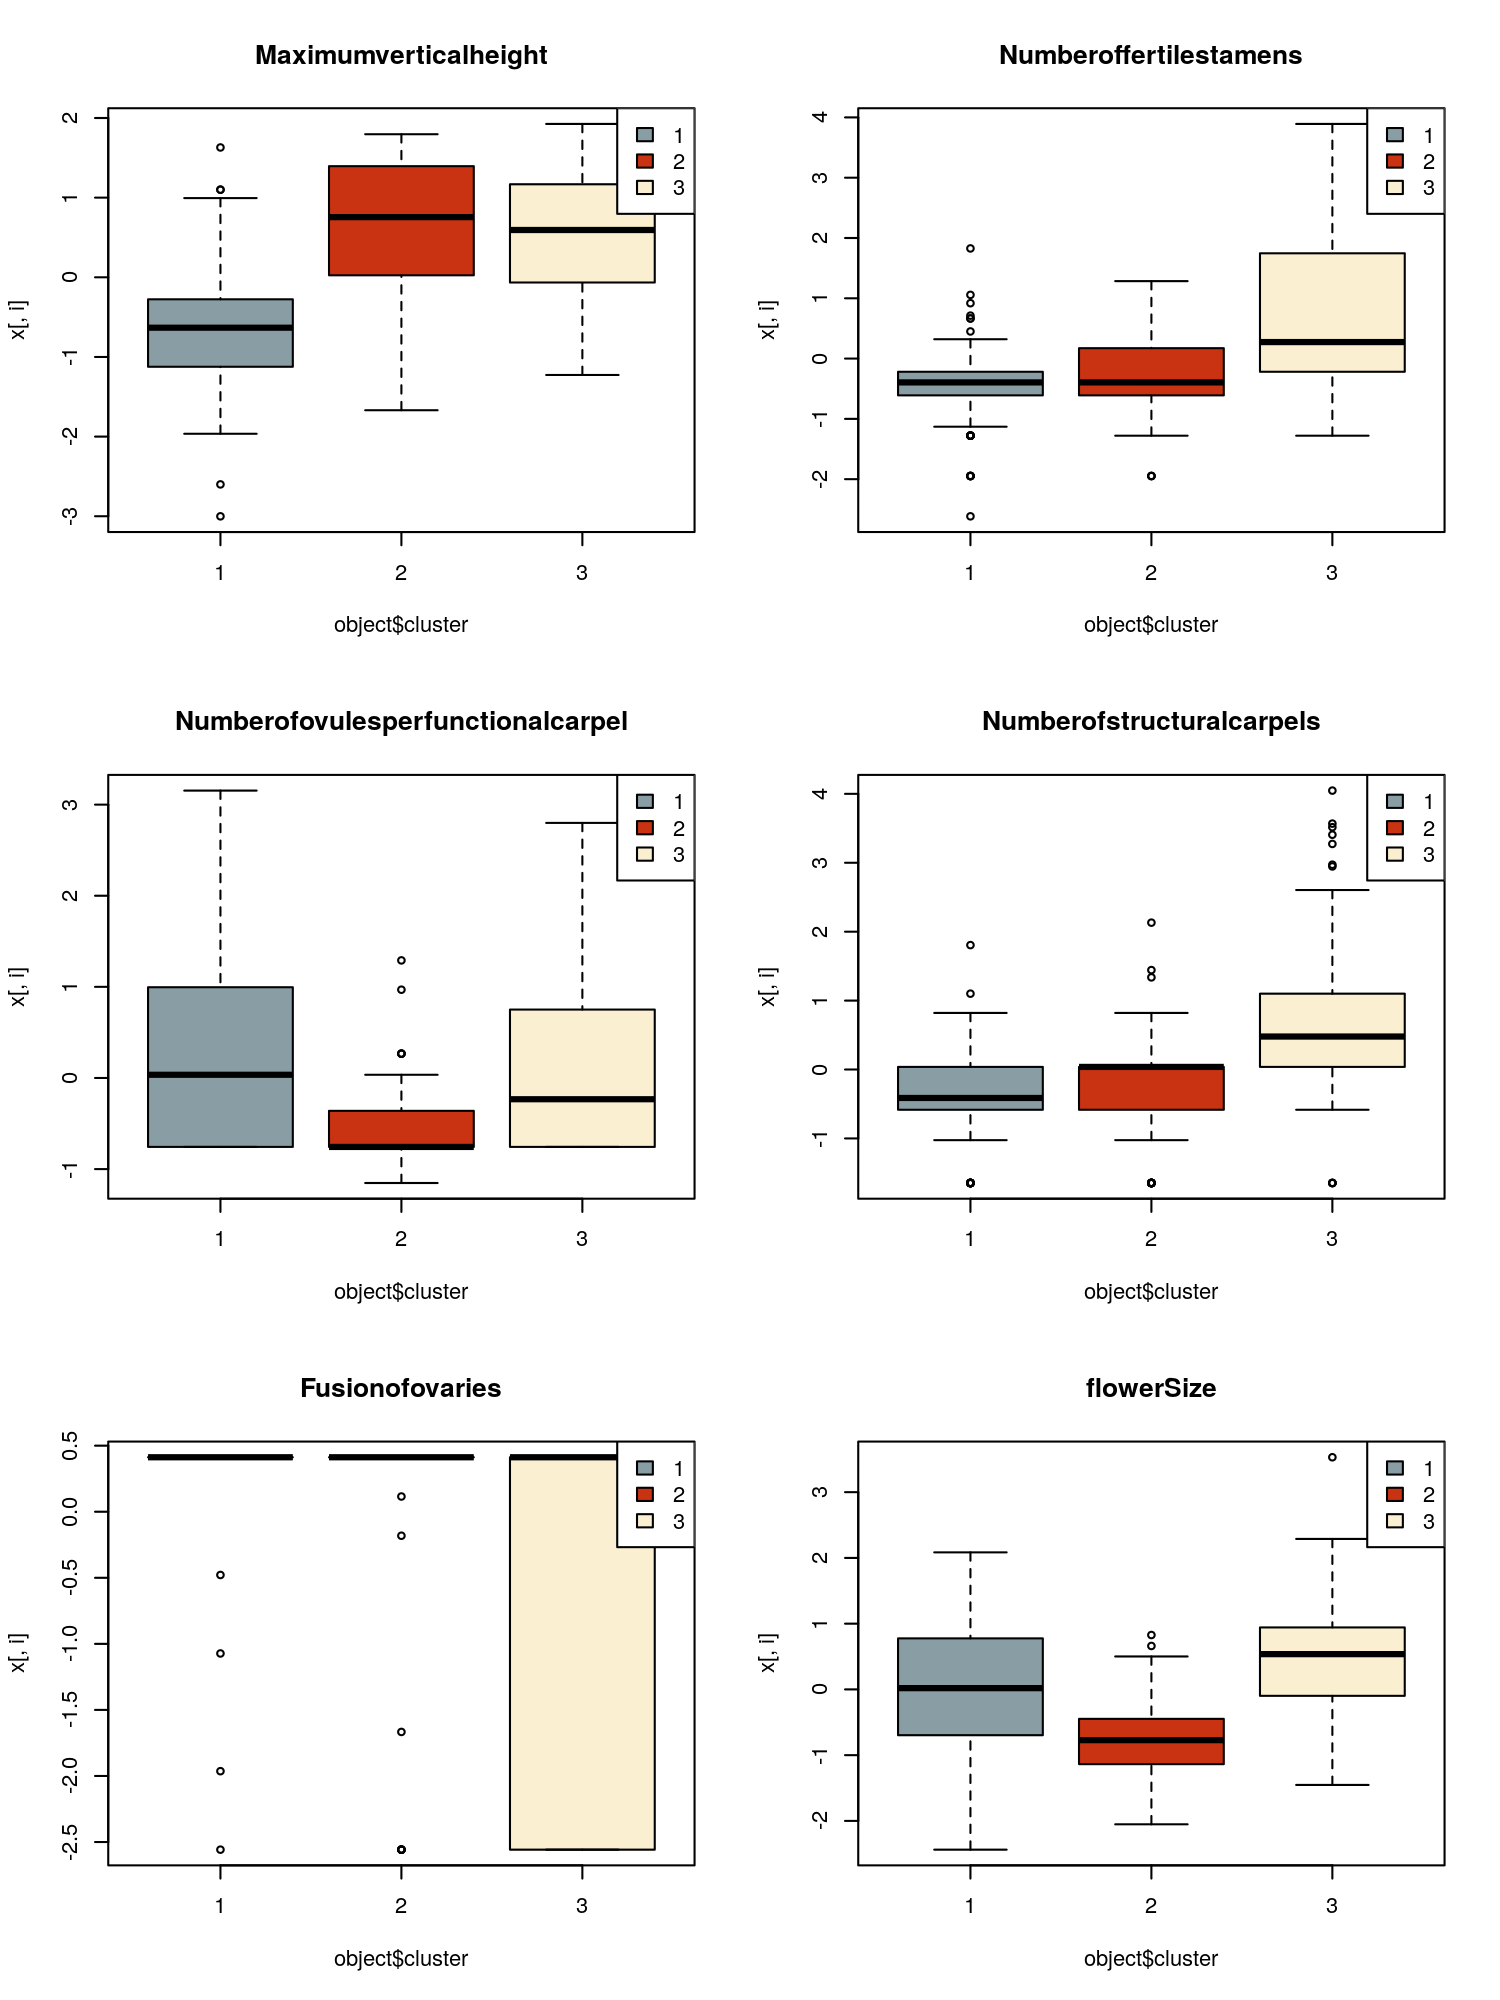 Maximumverticalheight
2
1
0
-1
-2
-3
x[, i]
1
2
3
1 2 3
object$cluster
Numberoffertilestamens
4
3
2
1
0
-1
-2
x[, i]
1
2
3
1 2 3
object$cluster
Numberofovulesperfunctionalcarpel
3
2
1
0
-1
x[, i]
1
2
3
1 2 3
object$cluster
Numberofstructuralcarpels
4
3
2
1
0
-1
x[, i]
1
2
3
1 2 3
object$cluster
Fusionofovaries
0.5
0.0
-0.5
-1.0
-1.5
-2.0
-2.5
x[, i]
1
2
3
1 2 3
object$cluster
flowerSize
3
2
1
0
-1
-2
x[, i]
1
2
3
1 2 3
object$cluster